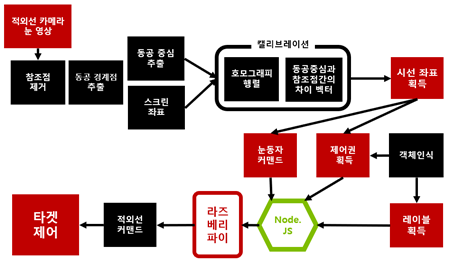 적외선 카메라
눈 영상
참조점
제거
동공 경계점
추출
동공 중심
추출
스크린
좌표
캘리브레이션
호모그래피
행렬
동공중심과
참조점간의
차이 벡터
시선 좌표
획득
눈동자
커맨드
제어권
획득
객체인식
타겟
제어
적외선
커맨드
라즈
베리
파이
Node.
JS
레이블
획득